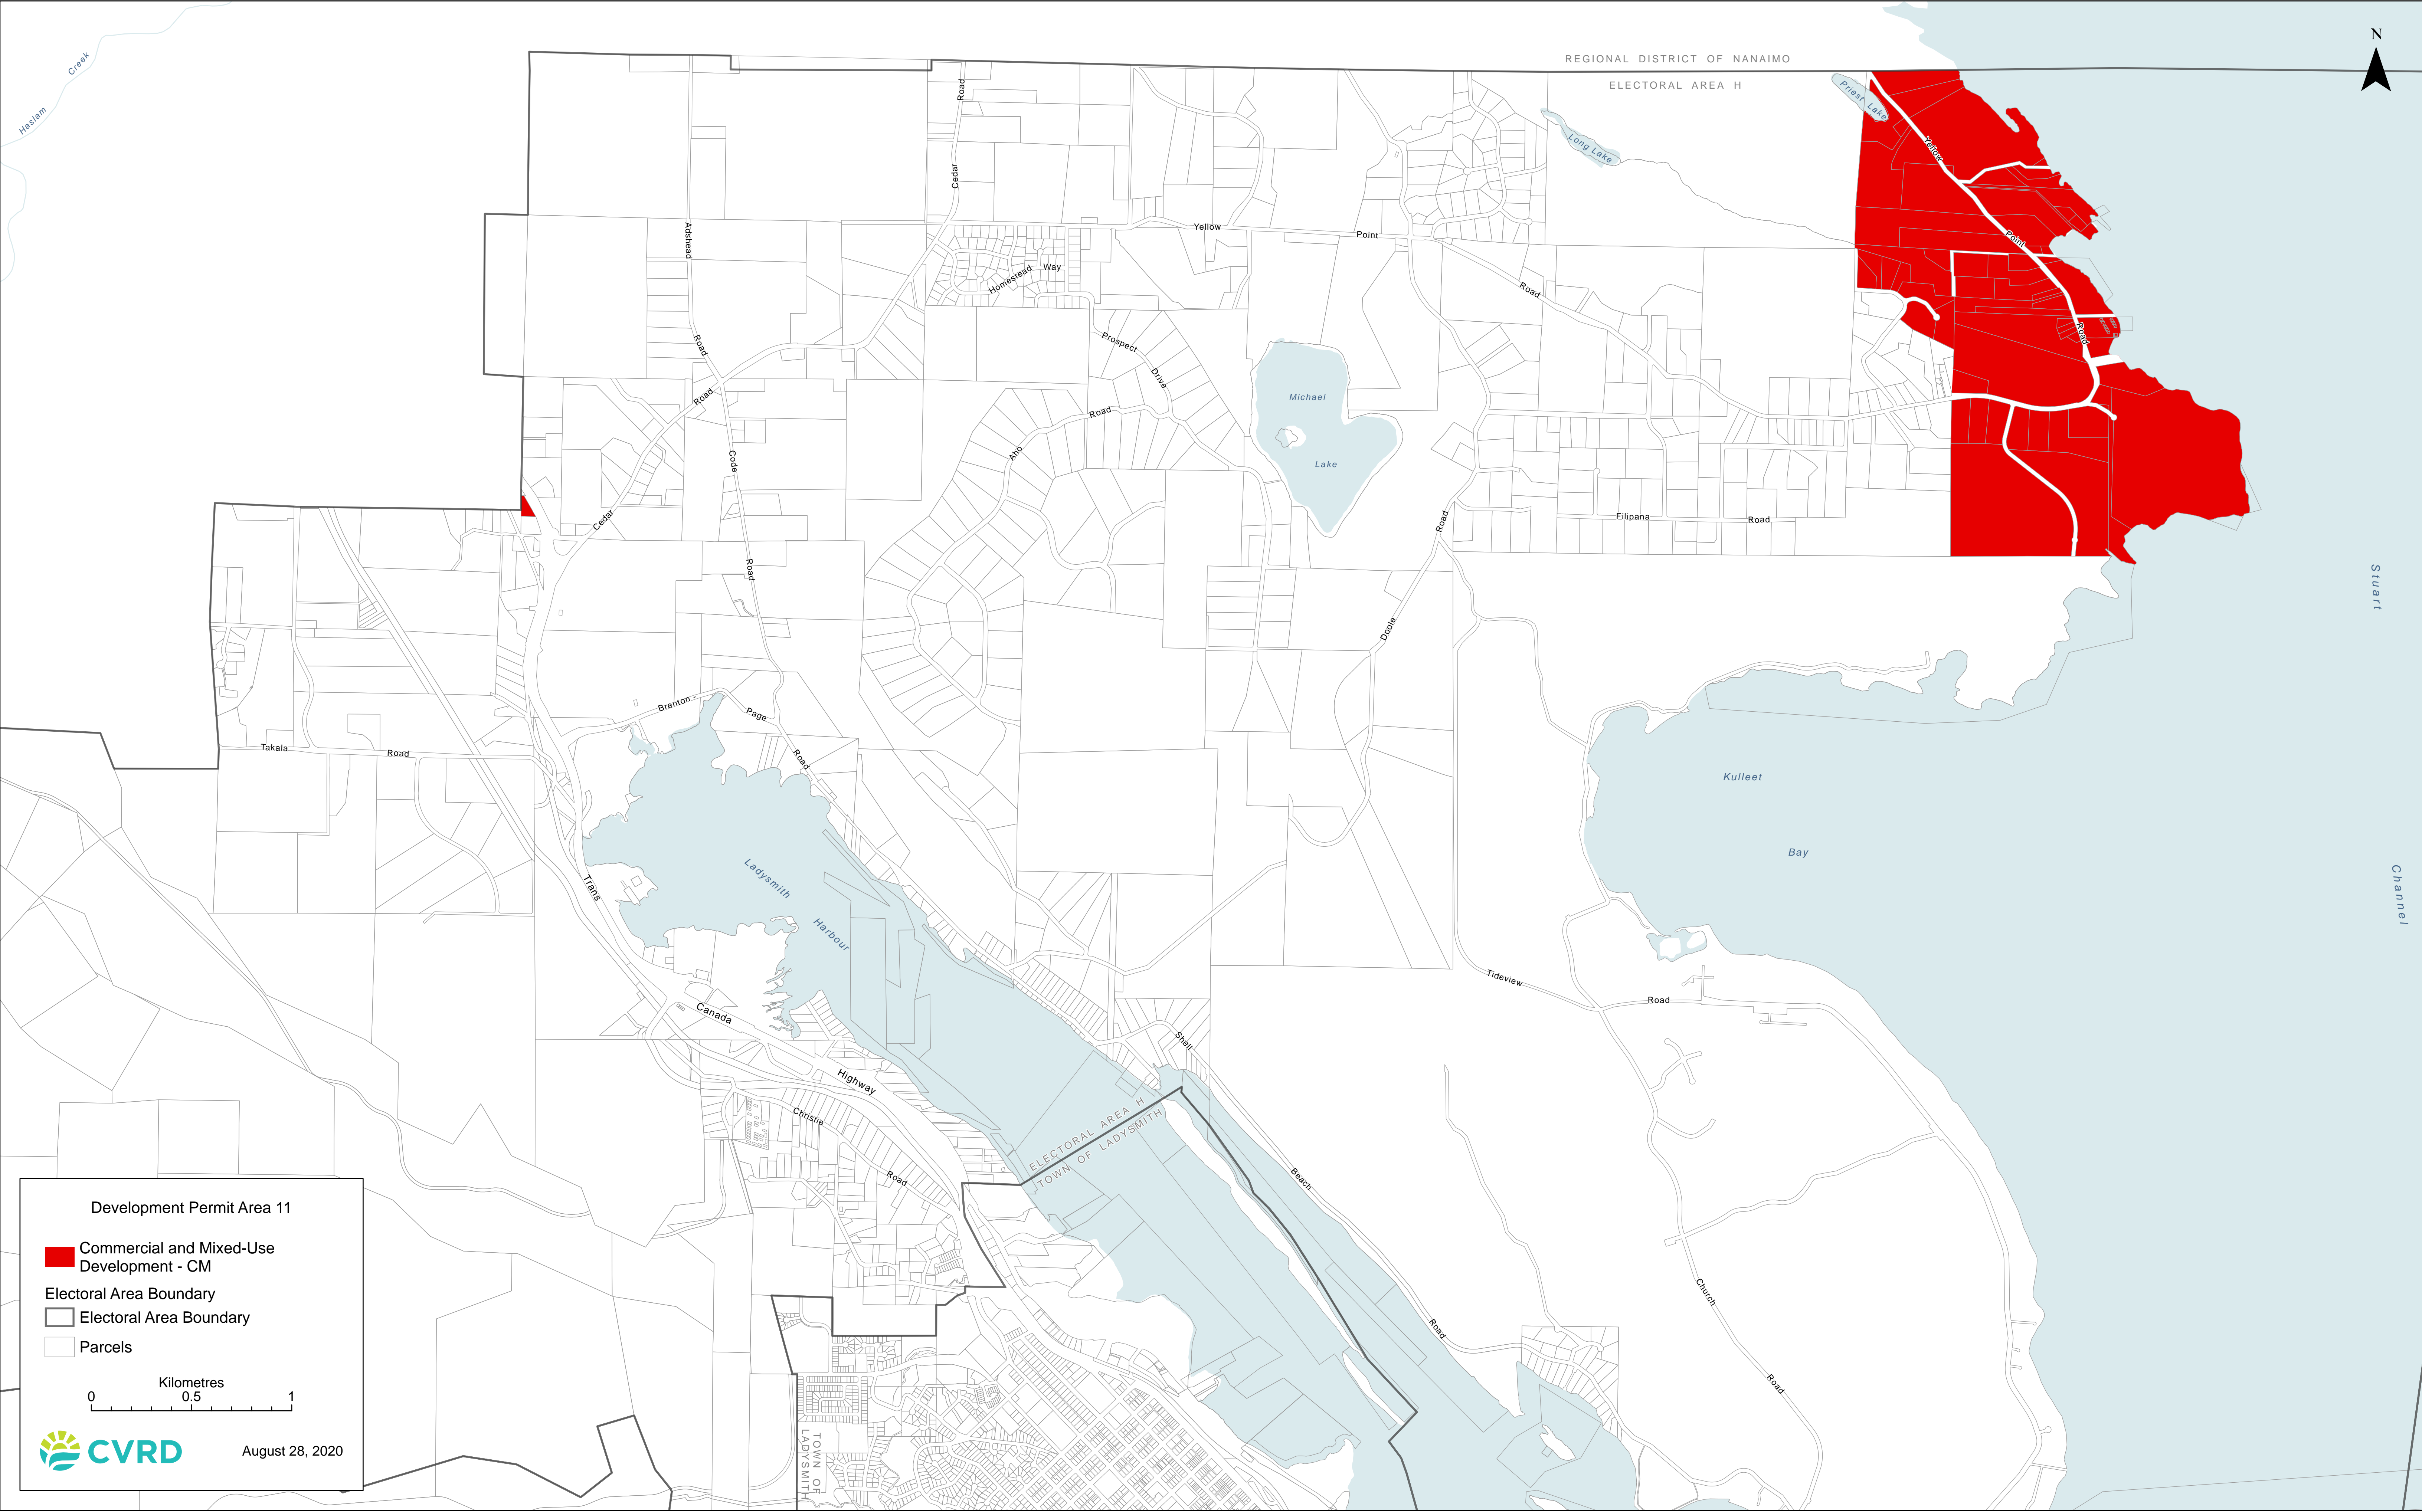 N
REGIONAL DISTRICT OF NANAIMO
ELECTORAL AREA H
Haslam
Creek
Priest Lake
Long Lake
Yellow
Point
Road
Cedar
Road
Adshead
Road
Yellow
Point
Road
Homestead
Way
Prospect
Drive
Aho
Road
Cedar
Road
Code
Road
Michael
Lake
Filipana
Road
Doole
Road
Stuart
Channel
Kulleet
Bay
Brenton -
Page
Road
Takala
Road
Trans
Canada
Highway
Ladysmith
Harbour
Tideview
Road
Shell
Beach
Road
Christie
Road
ELECTORAL AREA H
TOWN OF LADYSMITH
Church
Road
TOWN OF
LADYSMITH
Development Permit Area 11
Commercial and Mixed-Use
Development - CM
Electoral Area Boundary
Electoral Area Boundary
Parcels
Kilometres
0 0.5 1
CVRD
August 28, 2020